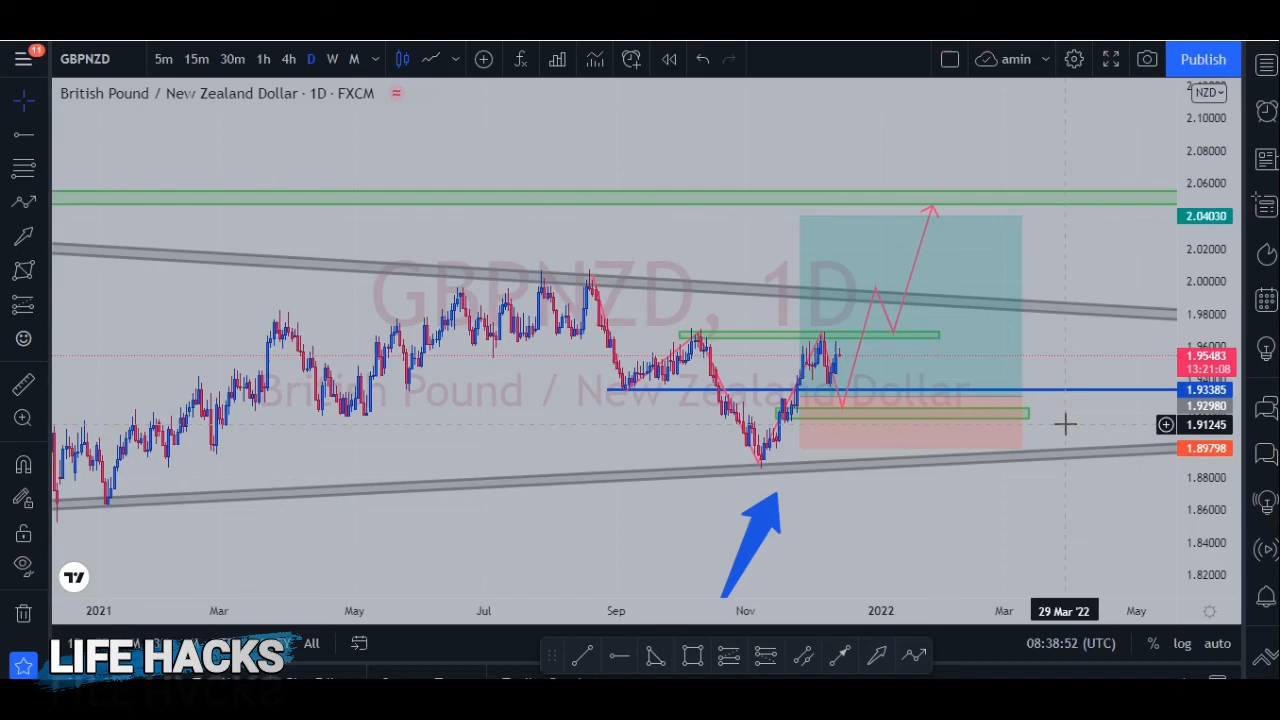 11
GBPNZD 5m 15m 30m 1h 4h D W M amin Publish
British Pound / New Zealand Dollar · 1D · FXCM
NZD
2.10000
2.08000
2.06000
2.04030
2.02000
2.00000
1.98000
1.95483
13:21:08
1.93385
1.92980
1.91245
1.89798
1.88000
1.86000
1.84000
1.82000
GBPNZD, 1D
British Pound / New Zealand Dollar
2021 Mar May Jul Sep Nov 2022 Mar 29 Mar '22 May
All 08:38:52 (UTC) % log auto
LIFE HACKS